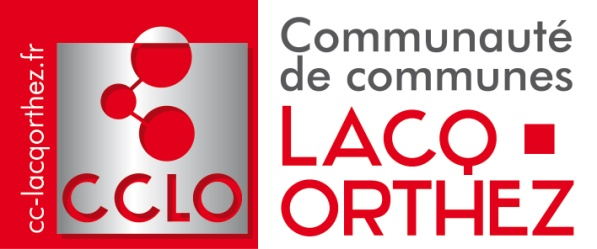 cc-lacqorthez.fr
CCLO
Communauté
de communes
LACQ
ORTHEZ